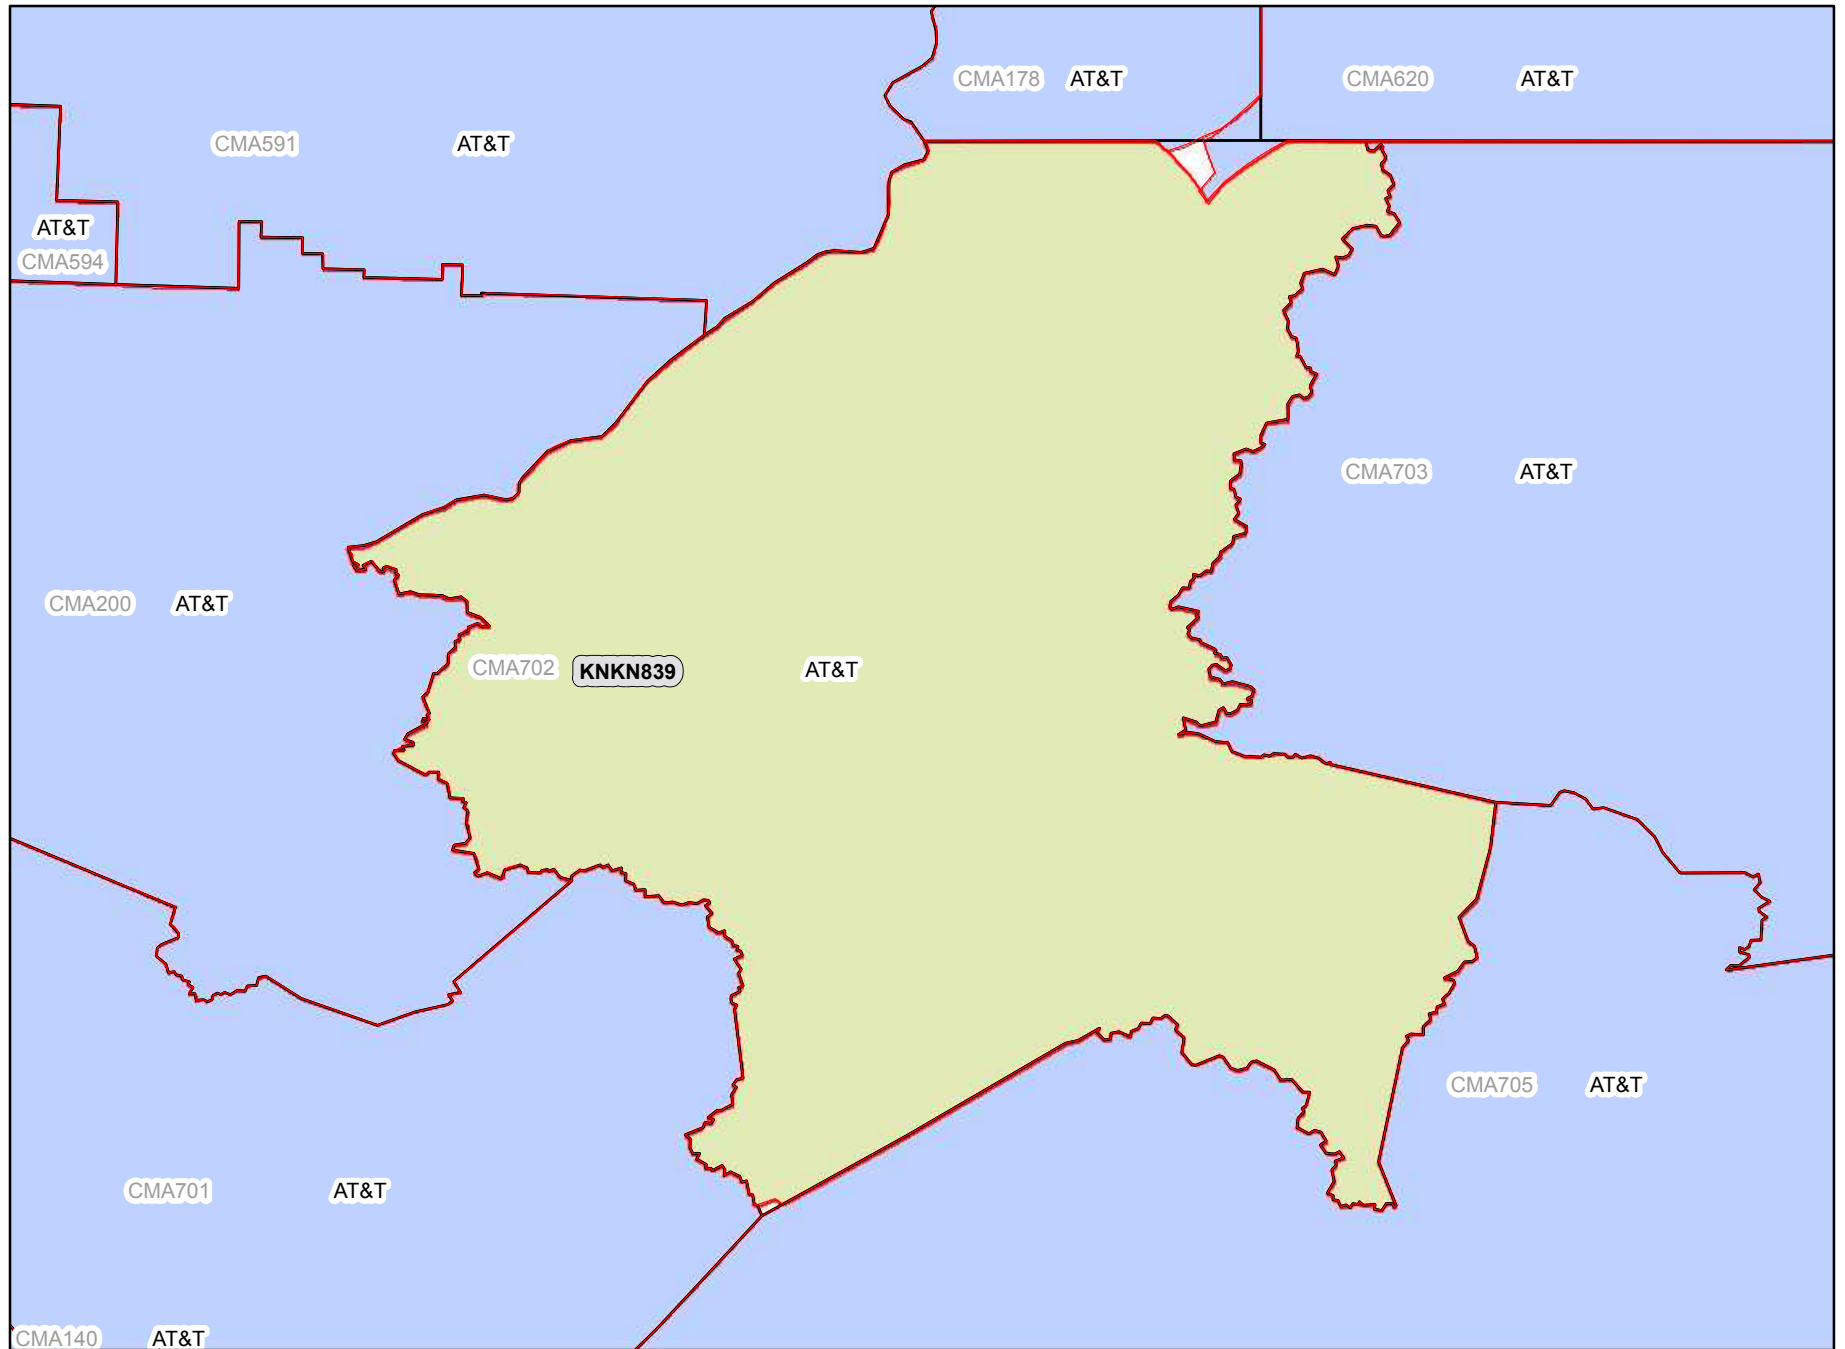 CMA178 AT&T
CMA620 AT&T
CMA591 AT&T
AT&T
CMA594
CMA703 AT&T
CMA200 AT&T
CMA702 KNKN839 AT&T
CMA705 AT&T
CMA701 AT&T
CMA140 AT&T